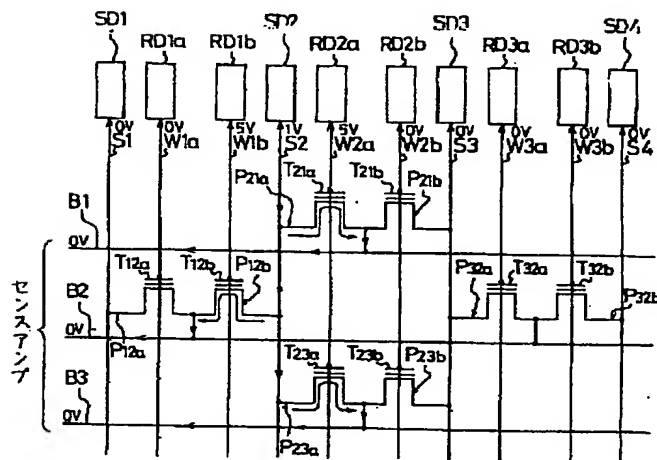 SD1 RD1a RD1b SD2 RD2a RD2b SD3 RD3a RD3b SD4
0V 0V 5V 1V 5V 0V 0V 0V 0V 0V
S1 W1a W1b S2 W2a W2b S3 W3a W3b S4
P21a T21a T21b P21b
B1
0V
T12a T12b P12b P32a T32a T32b
B2
0V
P12a P32b
T23a T23b P23b
B3
0V
P23a
センスアンプ